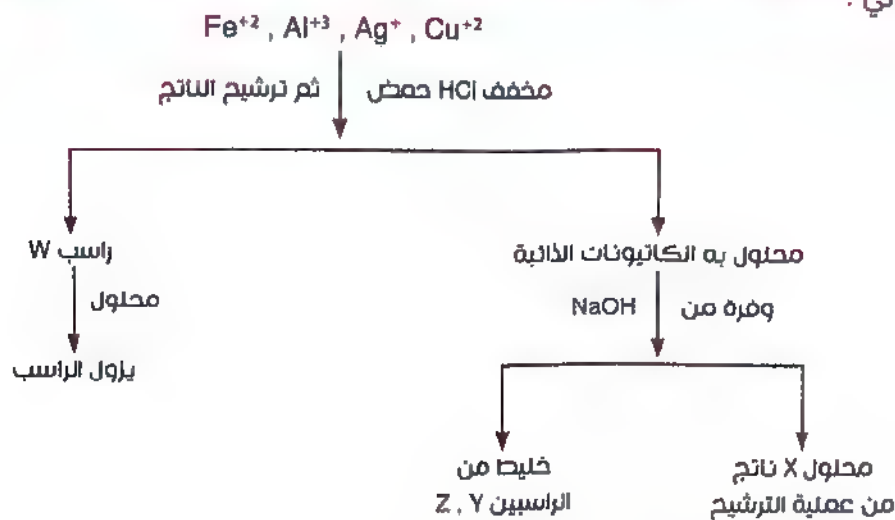 Fe+2 , Al+3 , Ag+ , Cu+2
حمض HCl مخفف ثم ترشيح الناتج
راسب W
محلول
يزول الراسب
محلول به الكاتيونات الذائبة
وفرة من NaOH
محلول X ناتج
من عملية الترشيح
خليط من
الراسبين Z , Y